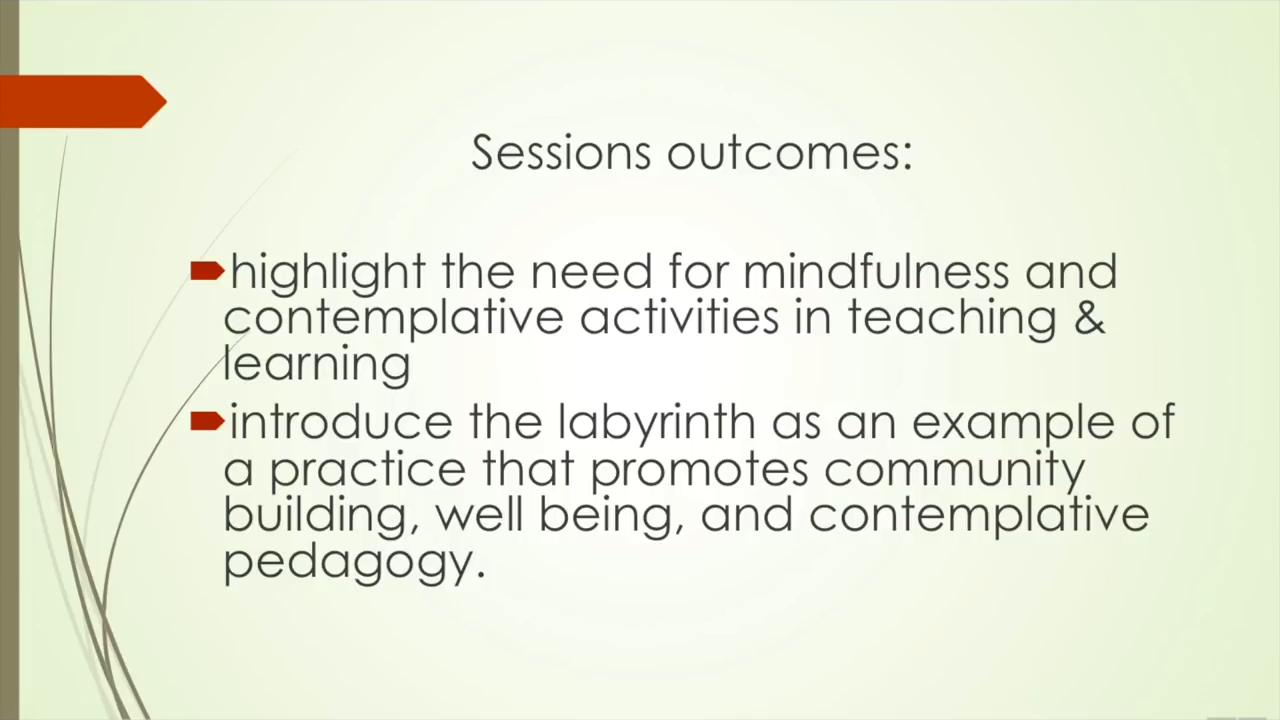 Sessions outcomes:
highlight the need for mindfulness and
contemplative activities in teaching &
learning
introduce the labyrinth as an example of
a practice that promotes community
building, well being, and contemplative
pedagogy.